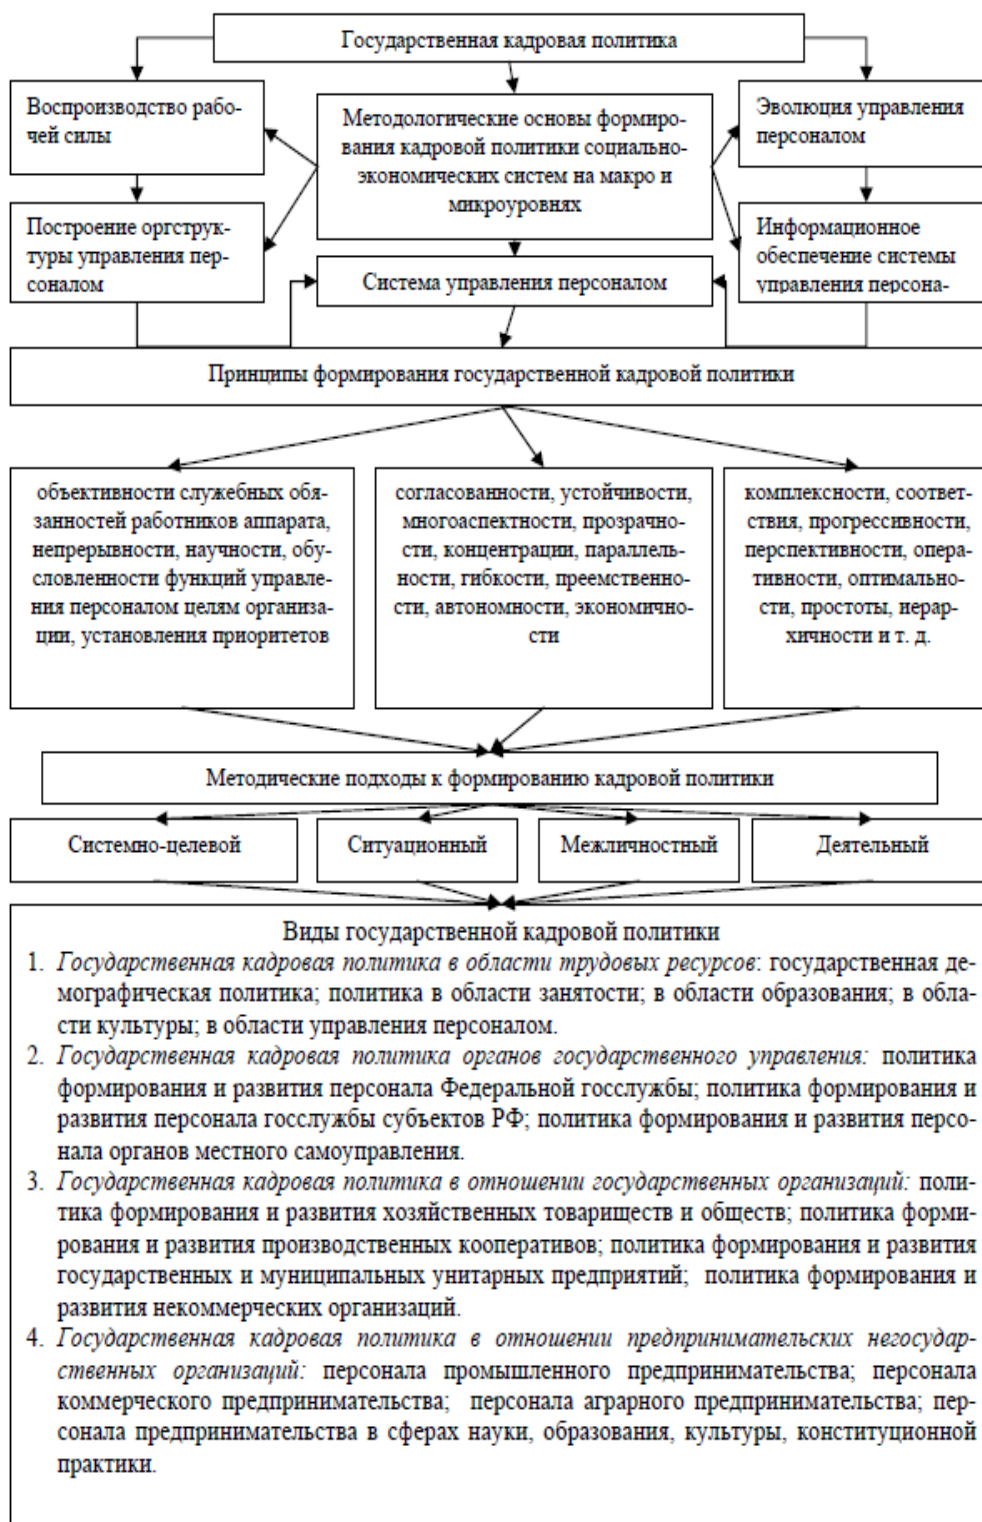 Государственная кадровая политика
Воспроизводство рабо-
чей силы
Методологические основы формиро-
вания кадровой политики социально-
экономических систем на макро и
микроуровнях
Эволюция управления
персоналом
Построение оргструк-
туры управления пер-
соналом
Система управления персоналом
Информационное
обеспечение системы
управления персона-
Принципы формирования государственной кадровой политики
объективности служебных обя-
занностей работников аппарата,
непрерывности, научности, обу-
словленности функций управле-
ния персоналом целям организа-
ции, установления приоритетов
согласованности, устойчивости,
многоаспектности, прозрачно-
сти, концентрации, параллель-
ности, гибкости, преемственно-
сти, автономности, экономично-
сти
комплексности, соответ-
ствия, прогрессивности,
перспективности, опера-
тивности, оптимально-
сти, простоты, иерар-
хичности и т. д.
Методические подходы к формированию кадровой политики
Системно-целевой
Ситуационный
Межличностный
Деятельный
Виды государственной кадровой политики
1. Государственная кадровая политика в области трудовых ресурсов: государственная де-
мографическая политика; политика в области занятости; в области образования; в обла-
сти культуры; в области управления персоналом.
2. Государственная кадровая политика органов государственного управления: политика
формирования и развития персонала Федеральной госслужбы; политика формирования и
развития персонала госслужбы субъектов РФ; политика формирования и развития персо-
нала органов местного самоуправления.
3. Государственная кадровая политика в отношении государственных организаций: поли-
тика формирования и развития хозяйственных товариществ и обществ; политика форми-
рования и развития производственных кооперативов; политика формирования и развития
государственных и муниципальных унитарных предприятий; политика формирования и
развития некоммерческих организаций.
4. Государственная кадровая политика в отношении предпринимательских негосудар-
ственных организаций: персонала промышленного предпринимательства; персонала
коммерческого предпринимательства; персонала аграрного предпринимательства; пер-
сонала предпринимательства в сферах науки, образования, культуры, конституционной
практики.